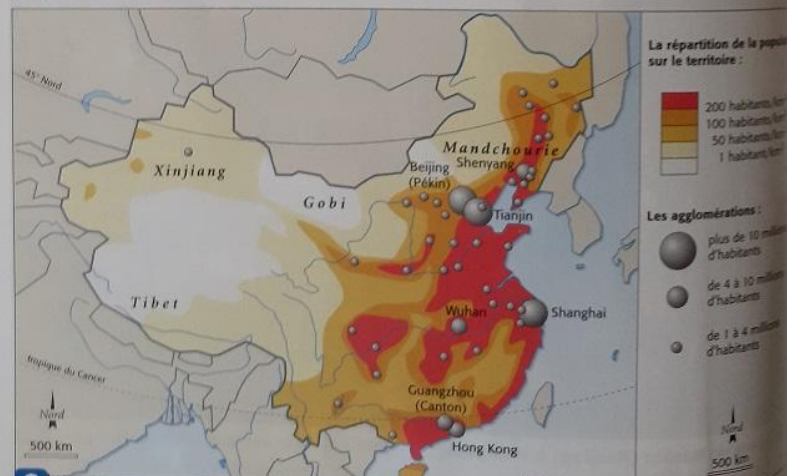 45° Nord
Xinjiang
Gobi
Mandchourie
Beijing
(Pékin)
Shenyang
Tianjin
Tibet
Wuhan
Shanghai
tropique du Cancer
Guangzhou
(Canton)
Hong Kong
Nord
500 km
La répartition de la
sur le territoire :
200 habitants/
100 habitants/
50 habitants/
1 habitant/
Les agglomérations :
plus de 10
d'habitants
de 4 à 10
d'habitants
de 1 à 4
d'habitants
Nord
500 km